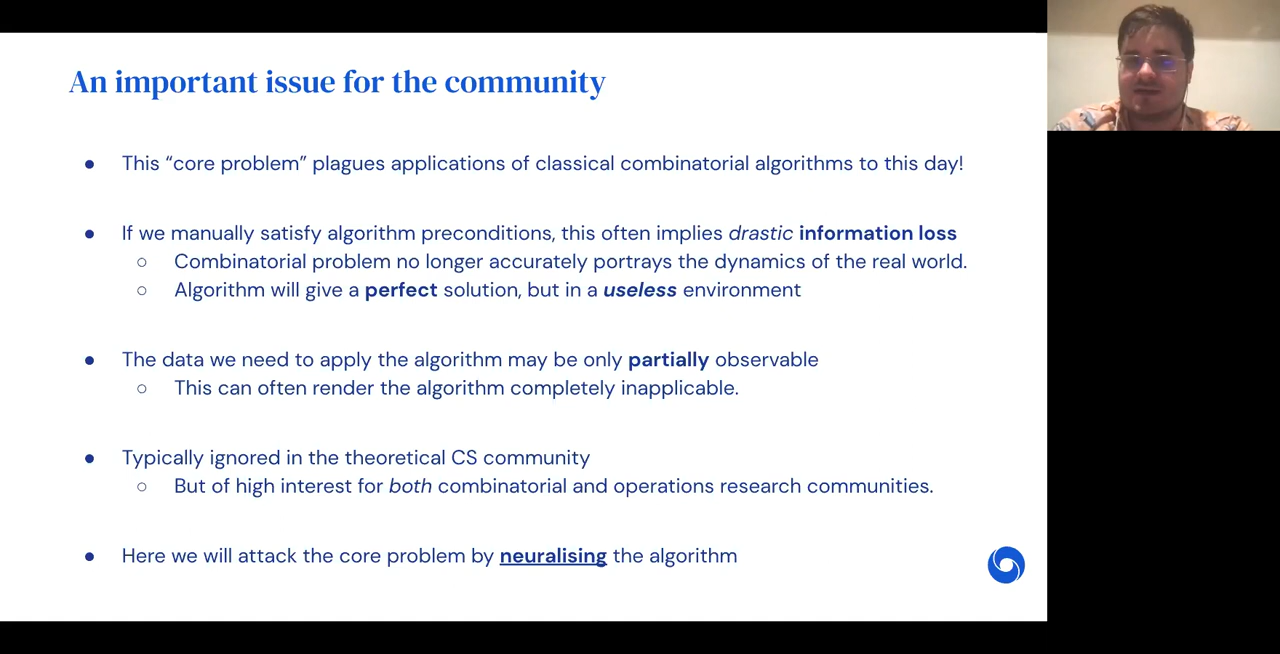 An important issue for the community
● This “core problem” plagues applications of classical combinatorial algorithms to this day!
● If we manually satisfy algorithm preconditions, this often implies drastic information loss
○ Combinatorial problem no longer accurately portrays the dynamics of the real world.
○ Algorithm will give a perfect solution, but in a useless environment
● The data we need to apply the algorithm may be only partially observable
○ This can often render the algorithm completely inapplicable.
● Typically ignored in the theoretical CS community
○ But of high interest for both combinatorial and operations research communities.
● Here we will attack the core problem by neuralising the algorithm